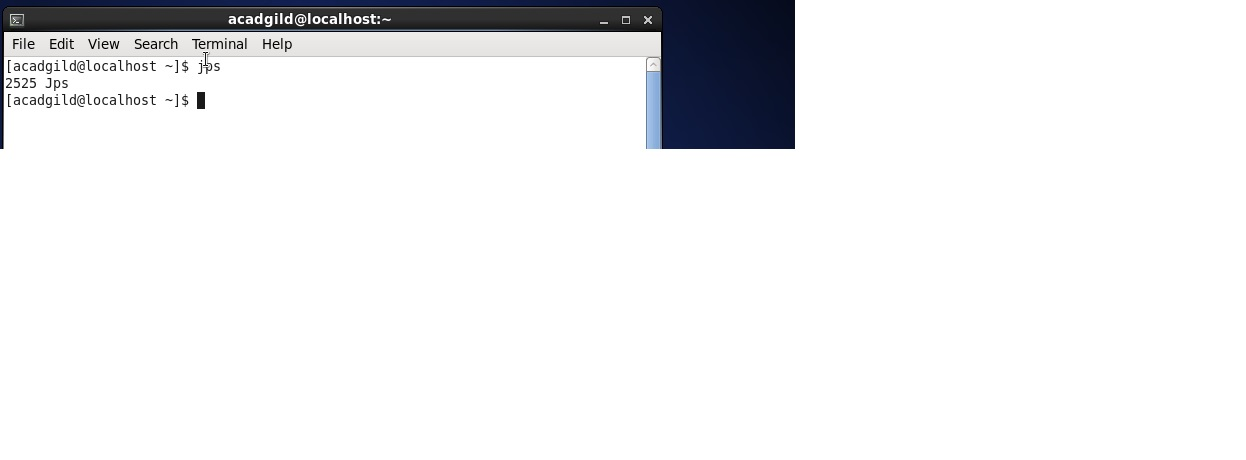 acadgild@localhost:~
File Edit View Search Terminal Help
[acadgild@localhost ~]$ jps
2525 Jps
[acadgild@localhost ~]$